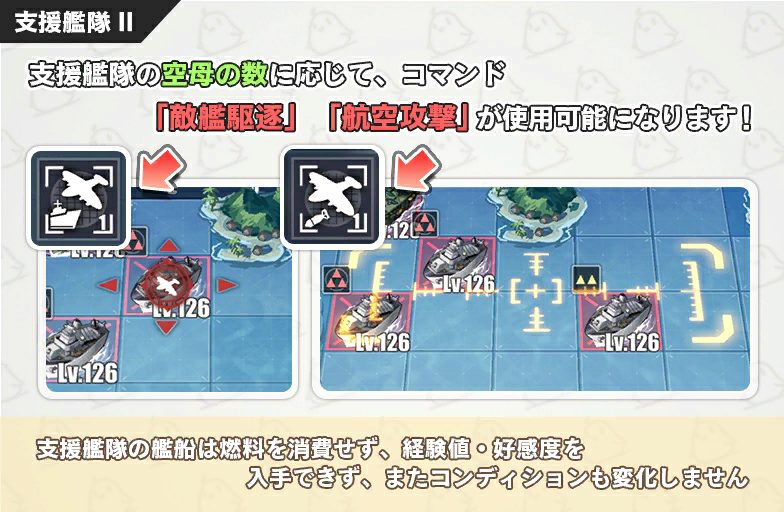 支援艦隊 II
支援艦隊の空母の数に応じて、コマンド
「敵艦駆逐」「航空攻撃」が使用可能になります!
1
1
Lv.126
Lv.126
Lv.126
Lv.126
Lv.126
Lv.126
支援艦隊の艦船は燃料を消費せず、経験値・好感度を
入手できず、またコンディションも変化しません